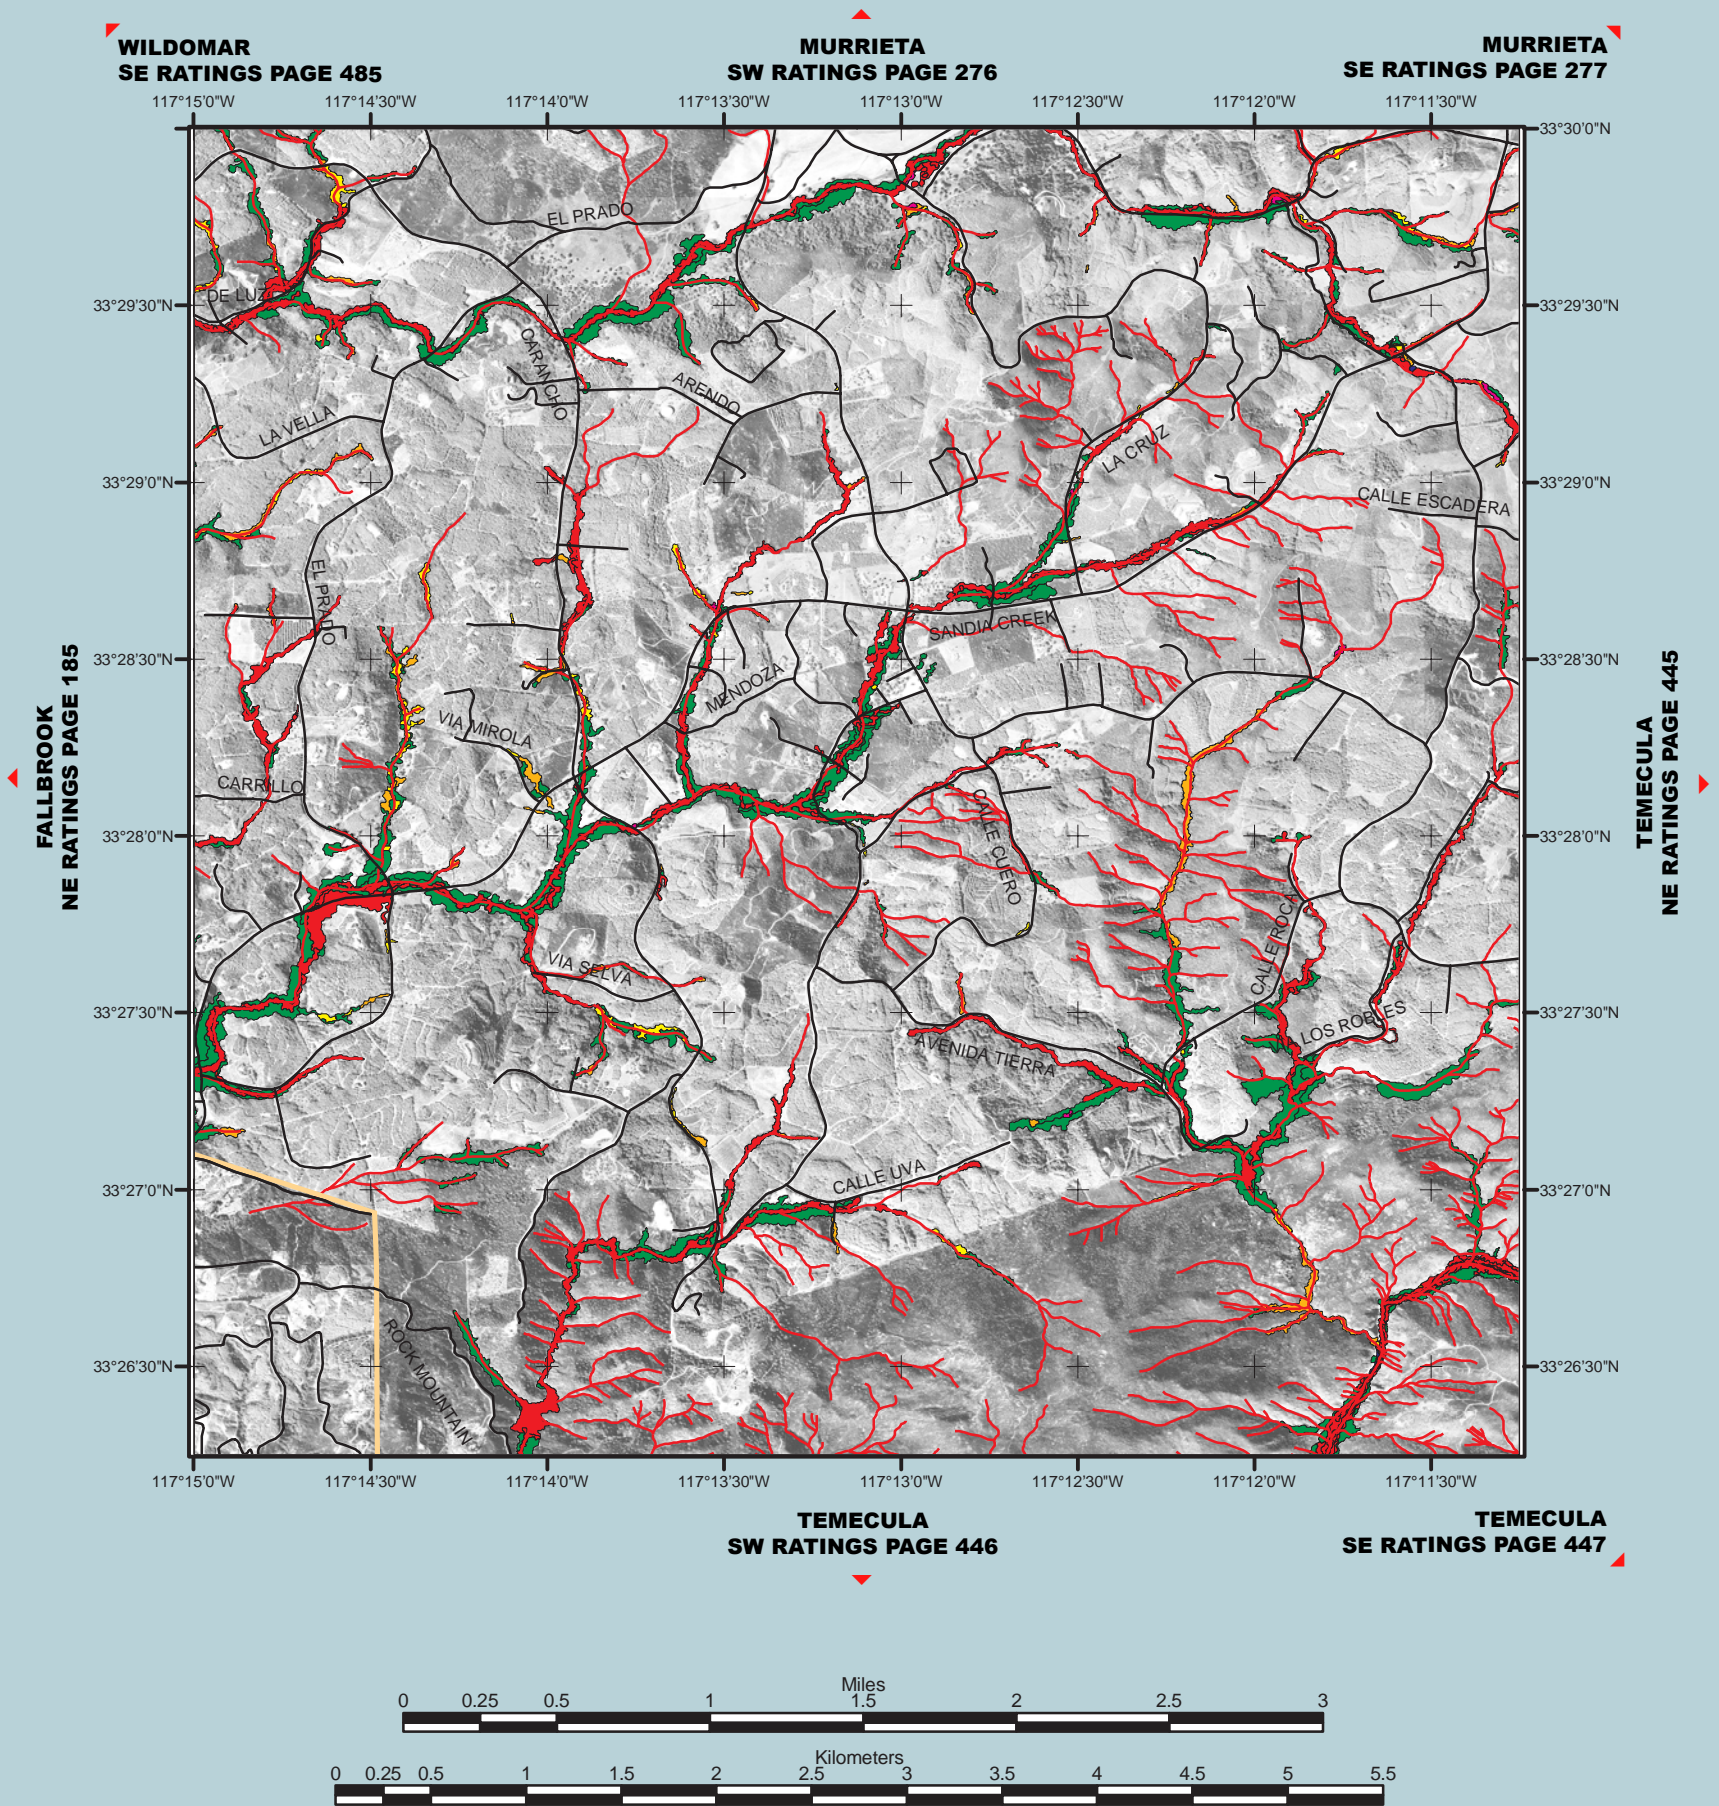 WILDOMAR
SE RATINGS PAGE 485
MURRIETA
SW RATINGS PAGE 276
MURRIETA
SE RATINGS PAGE 277
117°15'0"W 117°14'30"W 117°14'0"W 117°13'30"W 117°13'0"W 117°12'30"W 117°12'0"W 117°11'30"W
33°30'0"N
EL PRADO
DE LUZ
33°29'30"N 33°29'30"N
CARANCHO
ARENDO
LA VELLA
LA CRUZ
33°29'0"N 33°29'0"N
CALLE ESCADERA
EL PRADO
SANDIA CREEK
33°28'30"N 33°28'30"N
MENDOZA
VIA MIROLA
CARRILLO
FALLBROOK
NE RATINGS PAGE 185
TEMECULA
NE RATINGS PAGE 445
33°28'0"N 33°28'0"N
CALLE CUERO
CALLE ROCA
VIA SELVA
33°27'30"N 33°27'30"N
LOS ROBLES
AVENIDA TIERRA
CALLE UVA
33°27'0"N 33°27'0"N
ROCK MOUNTAIN
33°26'30"N 33°26'30"N
117°15'0"W 117°14'30"W 117°14'0"W 117°13'30"W 117°13'0"W 117°12'30"W 117°12'0"W 117°11'30"W
TEMECULA
SW RATINGS PAGE 446
TEMECULA
SE RATINGS PAGE 447
Miles
0 0.25 0.5 1 1.5 2 2.5 3
Kilometers
0 0.25 0.5 1 1.5 2 2.5 3 3.5 4 4.5 5 5.5